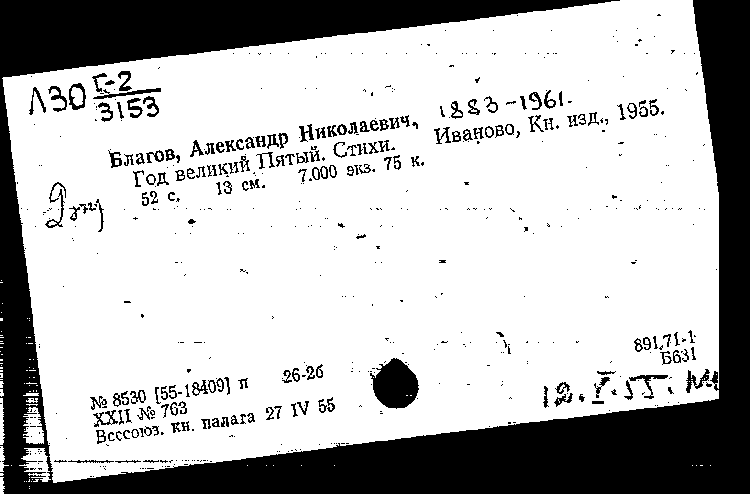 Л30 Г-2
3153
Благов, Александр Николаевич, 1883-1961.
Год великий Пятый. Стихи. Иваново, Кн. изд., 1955.
52 с. 13 см. 7.000 экз. 75 к.
891.71-1
Б631
№ 8530 [55-18409] п 26-26
XXII № 763
Всесоюз. кн. палата 27 IV 55
12.V.55.